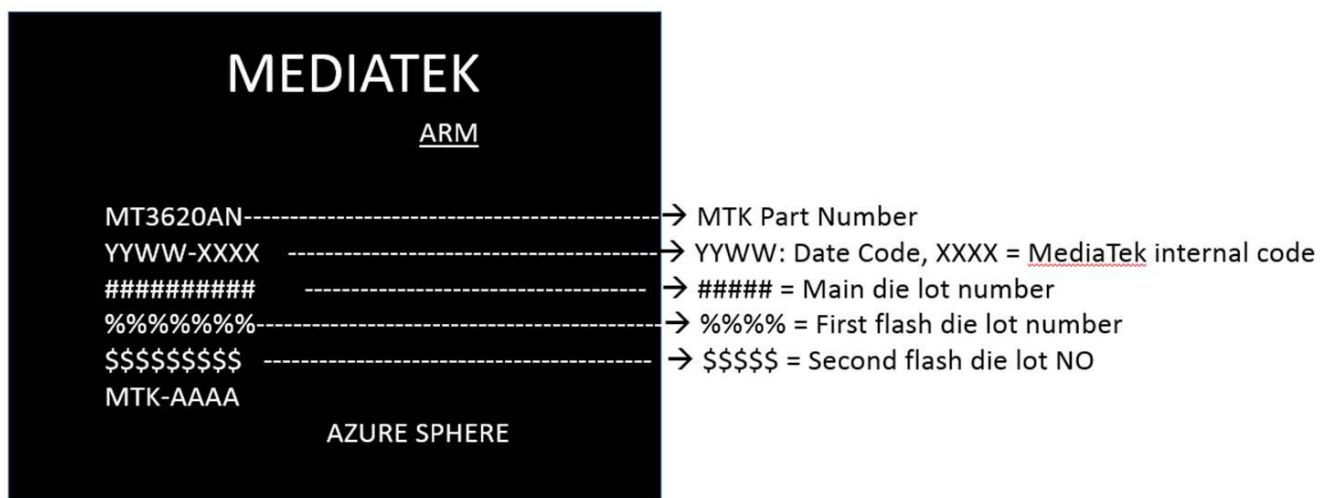 MEDIATEK
ARM
MT3620AN--------------------------------------------→ MTK Part Number
YYWW-XXXX ---------------------------------------→ YYWW: Date Code, XXXX = MediaTek internal code
########## ------------------------------------→ ##### = Main die lot number
%%%%%%%%-------------------------------------------→ %%%% = First flash die lot number
$$$$$$$$$ -----------------------------------------→ $$$$$ = Second flash die lot NO
MTK-AAAA
AZURE SPHERE